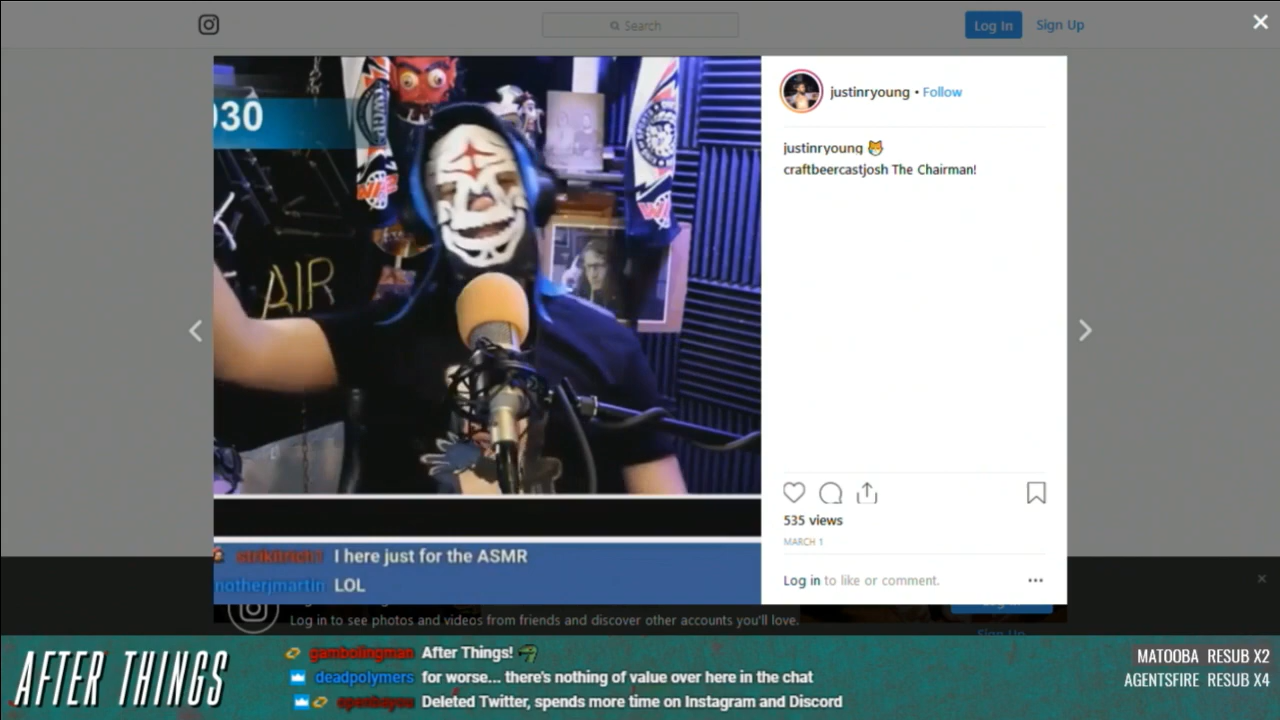 Search
Log In
Sign Up
030
AIR
justinryoung • Follow
justinryoung 😺
craftbeercastjosh The Chairman!
535 views
MARCH 1
Log in to like or comment.
I here just for the ASMR
notherjmartin LOL
Log in to see photos and videos from friends and discover other accounts you'll love.
Sign Up
AFTER THINGS
gambolingman After Things!
deadpolymers for worse... there's nothing of value over here in the chat
Deleted Twitter, spends more time on Instagram and Discord
MATOOBA RESUB X2
AGENTSFIRE RESUB X4